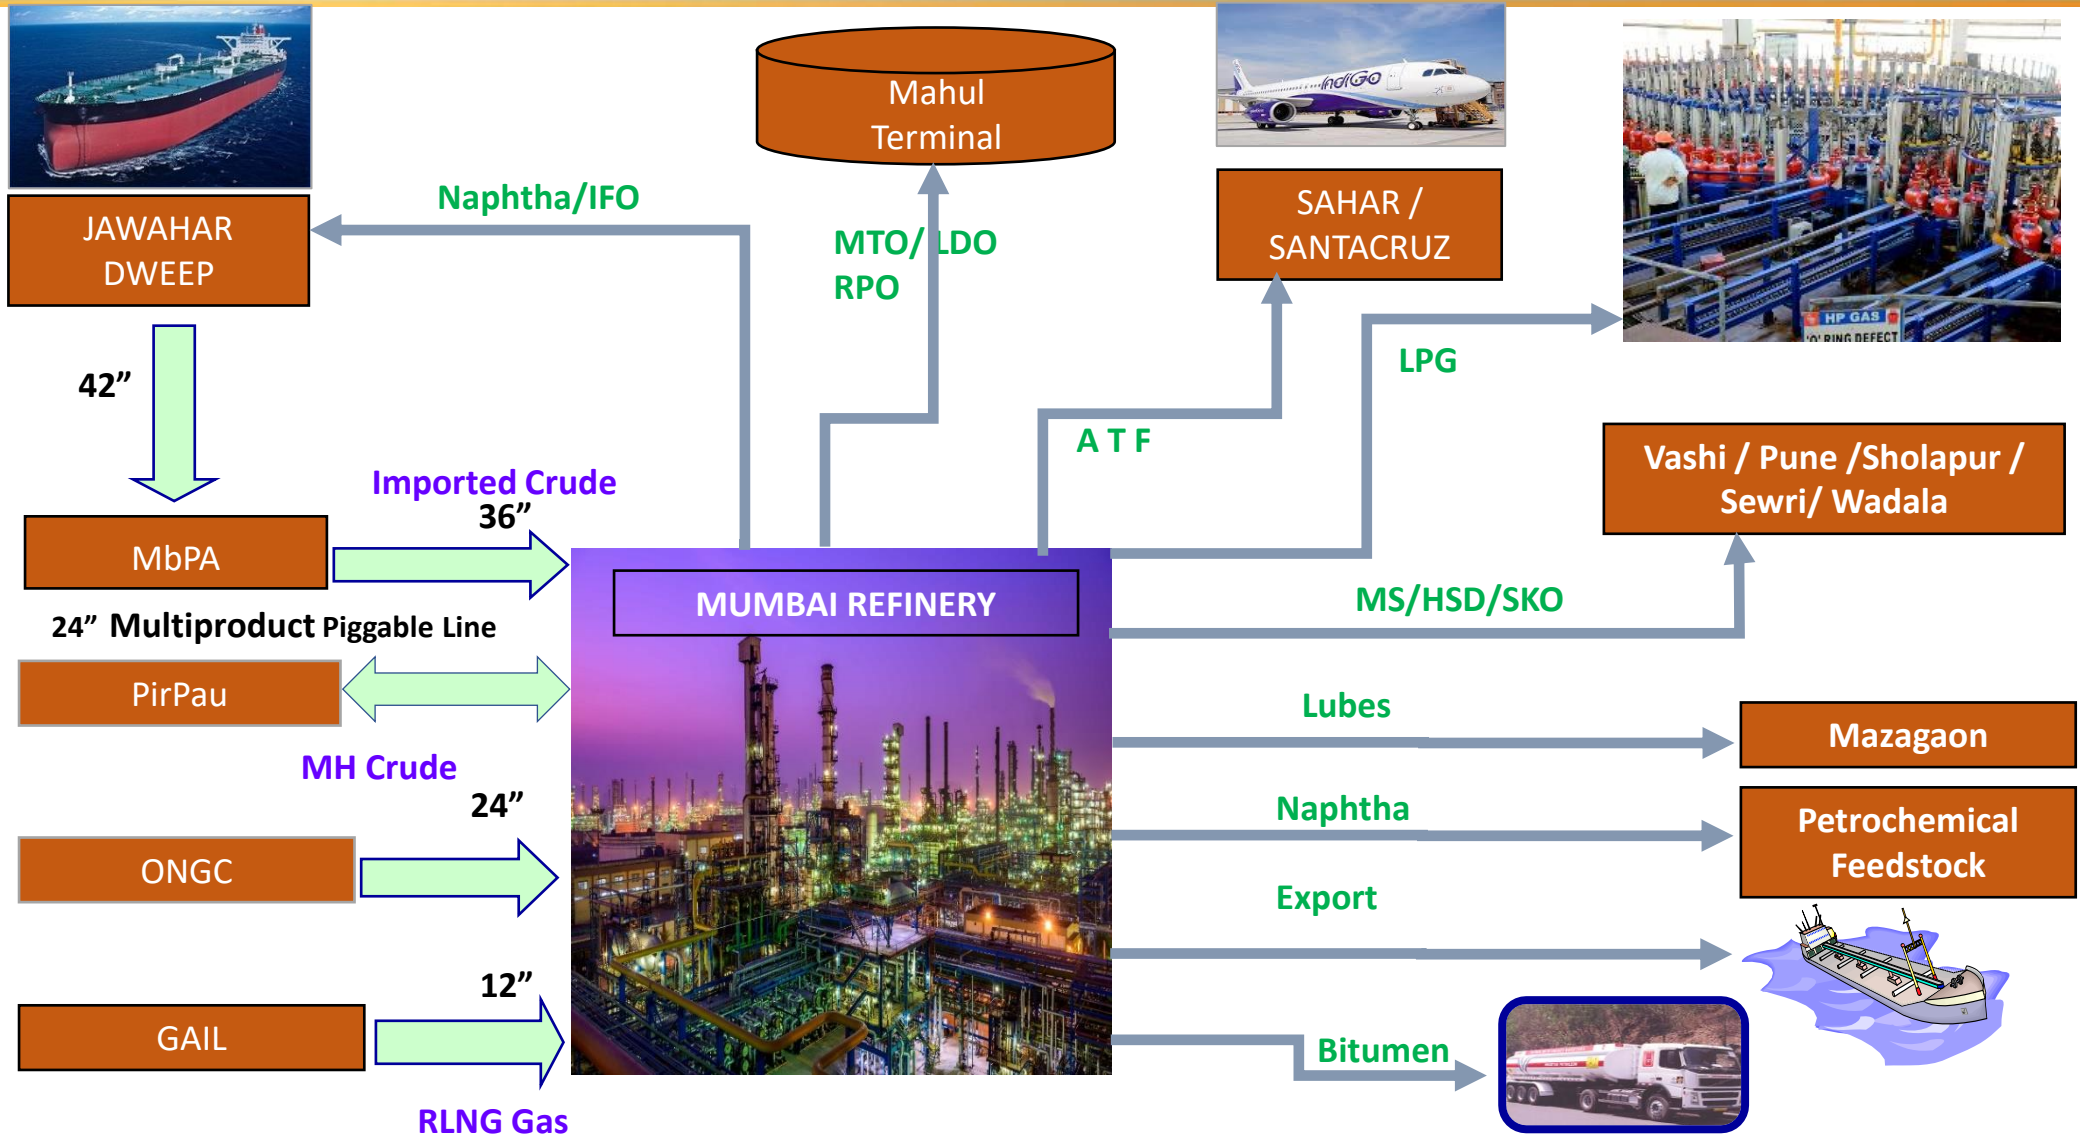 IndiGo
Mahul
Terminal
JAWAHAR
DWEEP
Naphtha/IFO
SAHAR /
SANTACRUZ
MTO/ LDO
RPO
HP GAS
'O' RING DEFECT
42”
LPG
A T F
Vashi / Pune /Sholapur /
Sewri/ Wadala
Imported Crude
36”
MbPA
MUMBAI REFINERY
MS/HSD/SKO
24” Multiproduct Piggable Line
PirPau
Lubes
Mazagaon
MH Crude
24”
Naphtha
Petrochemical
Feedstock
ONGC
Export
12”
GAIL
Bitumen
RLNG Gas